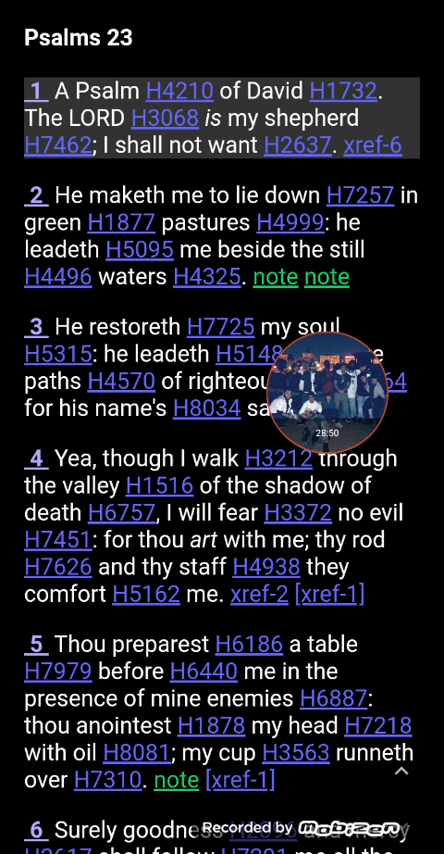 Psalms 23
1 A Psalm H4210 of David H1732.
The LORD H3068 is my shepherd
H7462; I shall not want H2637. xref-6
2 He maketh me to lie down H7257 in
green H1877 pastures H4999: he
leadeth H5095 me beside the still
H4496 waters H4325. note note
3 He restoreth H7725 my soul
H5315: he leadeth H5148
paths H4570 of
for his name's H8034
28:50
4 Yea, though I walk H3212 through
the valley H1516 of the shadow of
death H6757, I will fear H3372 no evil
H7451: for thou art with me; thy rod
H7626 and thy staff H4938 they
comfort H5162 me. xref-2 [xref-1]
5 Thou preparest H6186 a table
H7979 before H6440 me in the
presence of mine enemies H6887:
thou anointest H1878 my head H7218
with oil H8081; my cup H3563 runneth
over H7310. note [xref-1]
6 Surely
Recorded by mobizen